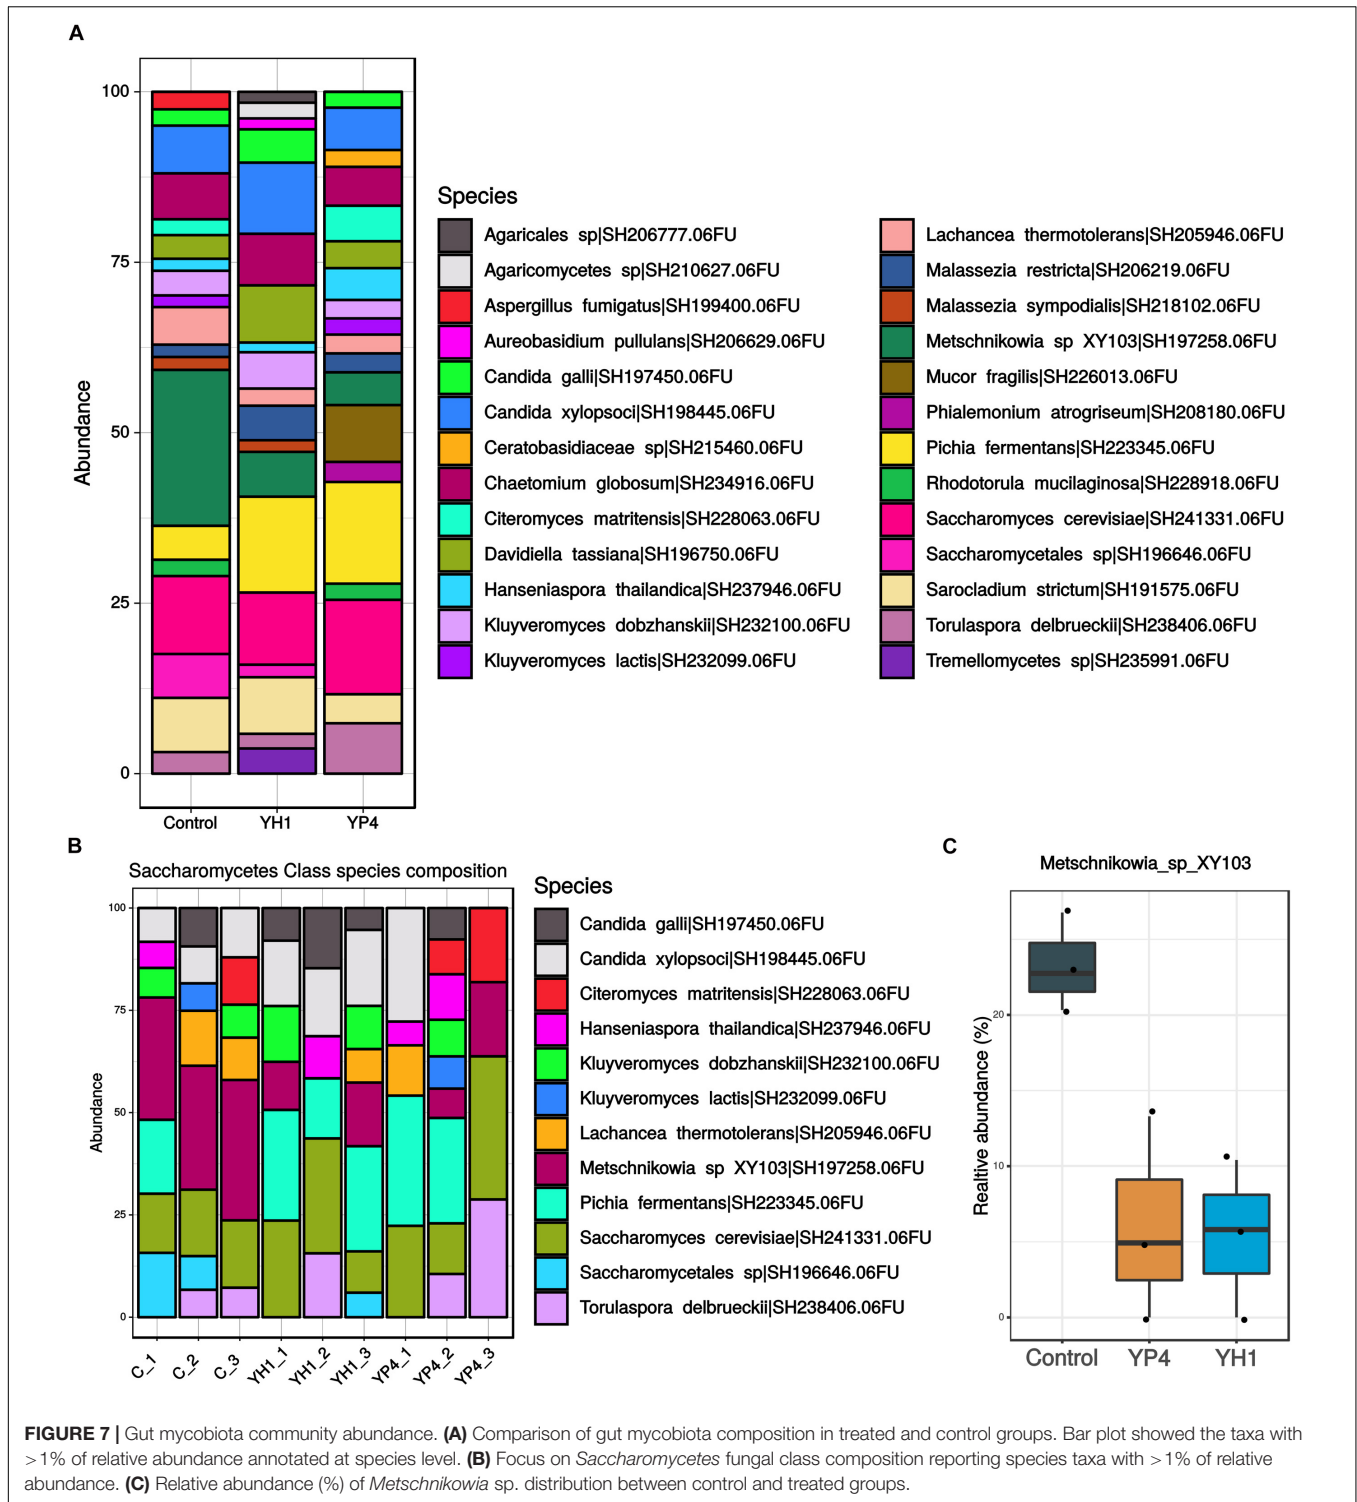 A
100
75
50
25
0
Abundance
Control YH1 YP4
Species
Agaricales sp|SH206777.06FU
Agaricomycetes sp|SH210627.06FU
Aspergillus fumigatus|SH199400.06FU
Aureobasidium pullulans|SH206629.06FU
Candida galli|SH197450.06FU
Candida xylopsoci|SH198445.06FU
Ceratobasidiaceae sp|SH215460.06FU
Chaetomium globosum|SH234916.06FU
Citeromyces matritensis|SH228063.06FU
Davidiella tassiana|SH196750.06FU
Hanseniaspora thailandica|SH237946.06FU
Kluyveromyces dobzhanskii|SH232100.06FU
Kluyveromyces lactis|SH232099.06FU
Lachancea thermotolerans|SH205946.06FU
Malassezia restricta|SH206219.06FU
Malassezia sympodialis|SH218102.06FU
Metschnikowia sp XY103|SH197258.06FU
Mucor fragilis|SH226013.06FU
Phialemonium atrogriseum|SH208180.06FU
Pichia fermentans|SH223345.06FU
Rhodotorula mucilaginosa|SH228918.06FU
Saccharomyces cerevisiae|SH241331.06FU
Saccharomycetales sp|SH196646.06FU
Sarocladium strictum|SH191575.06FU
Torulaspora delbrueckii|SH238406.06FU
Tremellomycetes sp|SH235991.06FU
B
Saccharomycetes Class species composition
100
75
50
25
0
Abundance
C_1 C_2 C_3 YH1_1 YH1_2 YH1_3 YP4_1 YP4_2 YP4_3
Species
Candida galli|SH197450.06FU
Candida xylopsoci|SH198445.06FU
Citeromyces matritensis|SH228063.06FU
Hanseniaspora thailandica|SH237946.06FU
Kluyveromyces dobzhanskii|SH232100.06FU
Kluyveromyces lactis|SH232099.06FU
Lachancea thermotolerans|SH205946.06FU
Metschnikowia sp XY103|SH197258.06FU
Pichia fermentans|SH223345.06FU
Saccharomyces cerevisiae|SH241331.06FU
Saccharomycetales sp|SH196646.06FU
Torulaspora delbrueckii|SH238406.06FU
C
Metschnikowia_sp_XY103
20
10
0
Realtive abundance (%)
Control YP4 YH1
FIGURE 7 | Gut mycobiota community abundance. (A) Comparison of gut mycobiota composition in treated and control groups. Bar plot showed the taxa with
>1% of relative abundance annotated at species level. (B) Focus on Saccharomycetes fungal class composition reporting species taxa with >1% of relative
abundance. (C) Relative abundance (%) of Metschnikowia sp. distribution between control and treated groups.